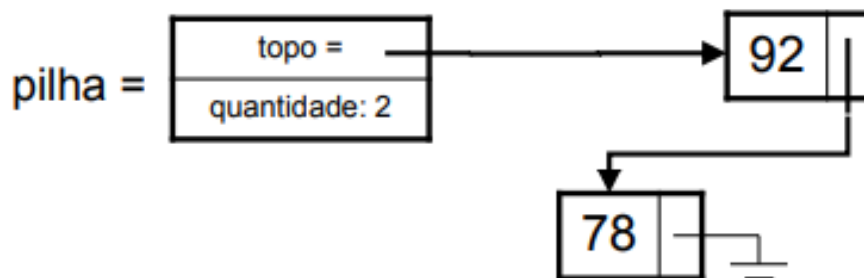 pilha =
topo =
quantidade: 2
92
78